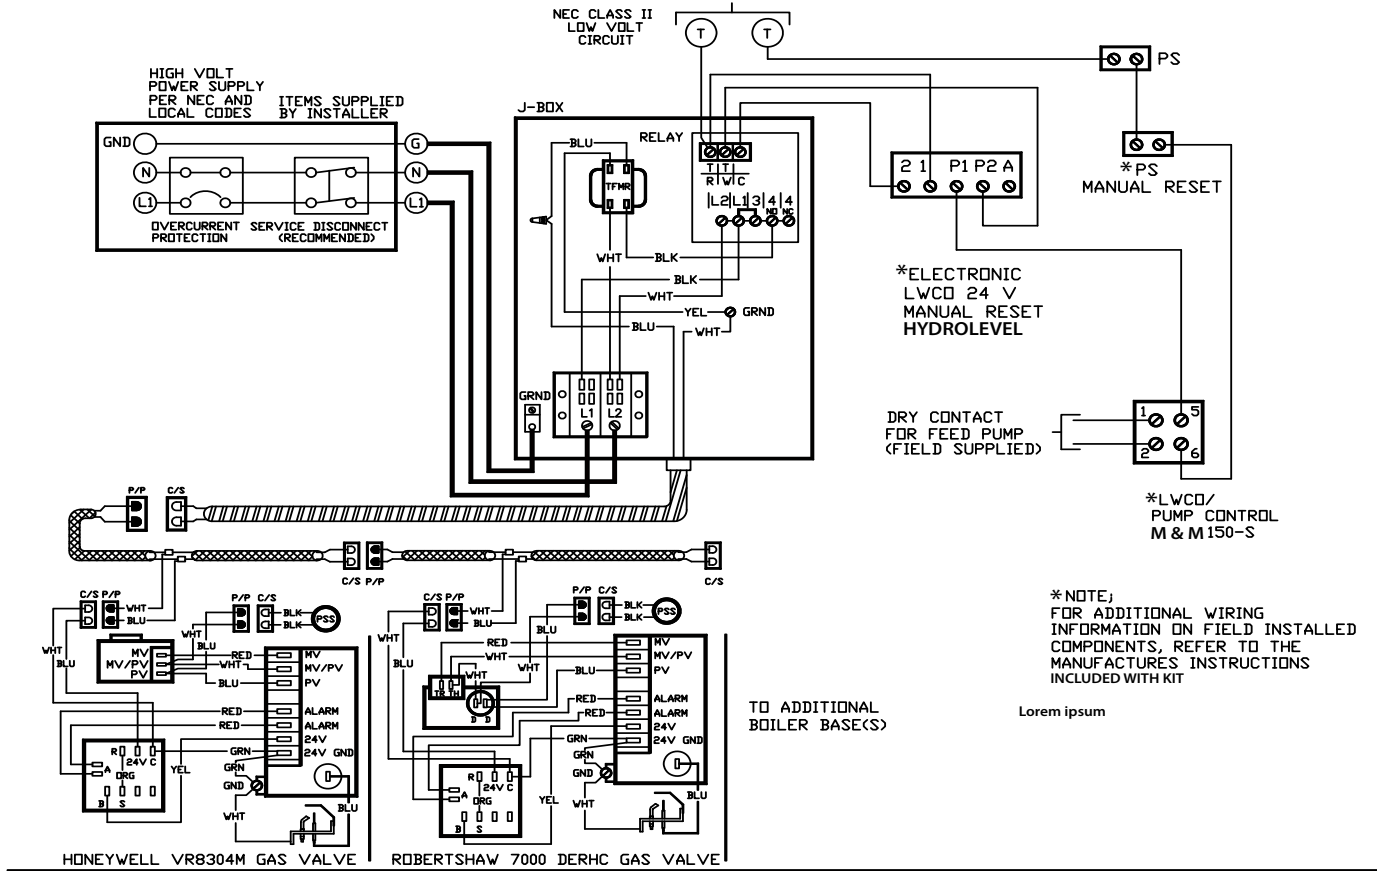 NEC CLASS II
LOW VOLT
CIRCUIT
T
T
PS
HIGH VOLT
POWER SUPPLY
PER NEC AND
LOCAL CODES
ITEMS SUPPLIED
BY INSTALLER
GND
N
L1
G
N
L1
OVERCURRENT
PROTECTION
SERVICE DISCONNECT
(RECOMMENDED)
J-BOX
RELAY
BLU
TFMR
T T
R W C
L2 L1 3 4 4
NO NC
WHT
BLK
BLK
WHT
YEL
GRND
BLU
WHT
GRND
L1 L2
2 1 P1 P2 A
*PS
MANUAL RESET
*ELECTRONIC
LWCO 24 V
MANUAL RESET
HYDROLEVEL
DRY CONTACT
FOR FEED PUMP
(FIELD SUPPLIED)
1 5
2 6
*LWCO/
PUMP CONTROL
M & M 150-S
P/P C/S
C/S P/P
C/S
C/S P/P
WHT
BLU
P/P C/S
BLK
BLK
PSS
WHT
BLU
WHT
BLU
MV
MV/PV
PV
RED
WHT
BLU
RED
RED
GRN
MV
MV/PV
PV
ALARM
ALARM
24V
24V GND
R
24V C
A
ORG
B S
YEL
GRN
GND
WHT
BLU
HONEYWELL VR8304M GAS VALVE
C/S P/P
WHT
BLU
P/P C/S
BLK
BLK
PSS
BLU
WHT
BLU
RED
WHT
WHT
WHT
BLU
TR TH
D D
RED
RED
GRN
MV
MV/PV
PV
ALARM
ALARM
24V
24V GND
R
24V C
A
ORG
B S
YEL
GRN
GND
WHT
BLU
ROBERTSHAW 7000 DERHC GAS VALVE
TO ADDITIONAL
BOILER BASE(S)
*NOTE;
FOR ADDITIONAL WIRING
INFORMATION ON FIELD INSTALLED
COMPONENTS, REFER TO THE
MANUFACTURES INSTRUCTIONS
INCLUDED WITH KIT
Lorem ipsum